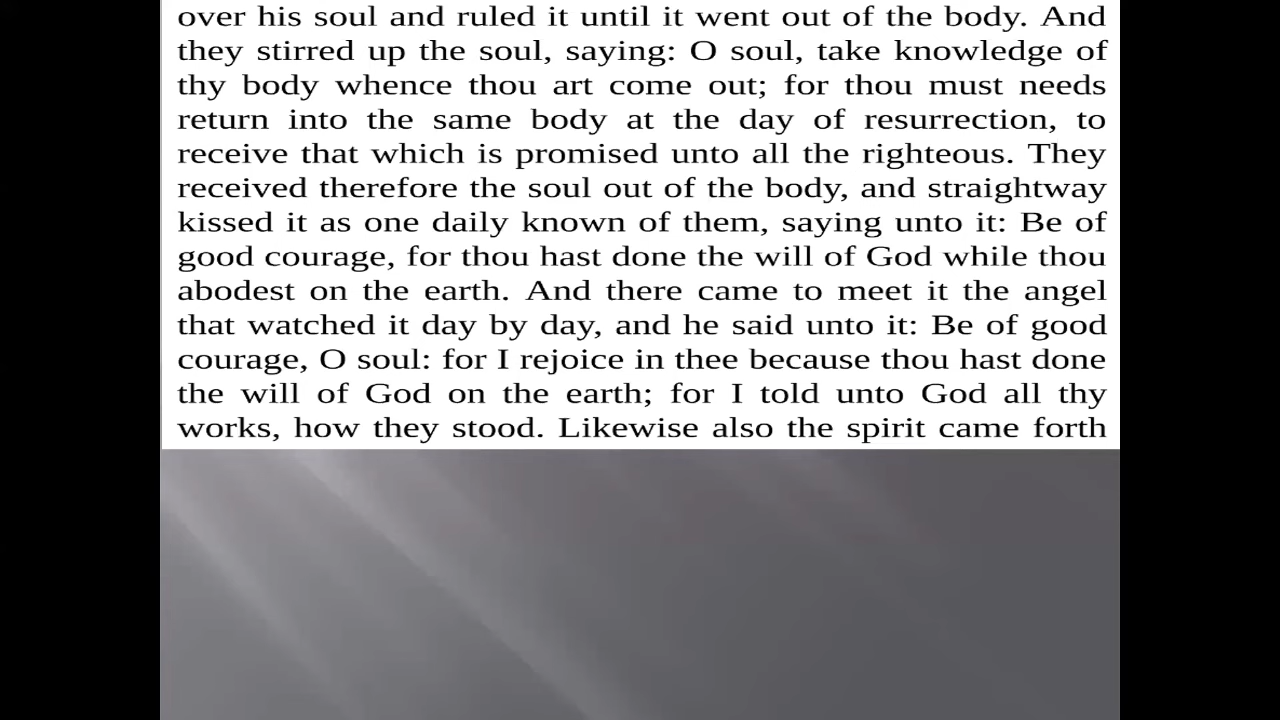 over his soul and ruled it until it went out of the body. And
they stirred up the soul, saying: O soul, take knowledge of
thy body whence thou art come out; for thou must needs
return into the same body at the day of resurrection, to
receive that which is promised unto all the righteous. They
received therefore the soul out of the body, and straightway
kissed it as one daily known of them, saying unto it: Be of
good courage, for thou hast done the will of God while thou
abodest on the earth. And there came to meet it the angel
that watched it day by day, and he said unto it: Be of good
courage, O soul: for I rejoice in thee because thou hast done
the will of God on the earth; for I told unto God all thy
works, how they stood. Likewise also the spirit came forth